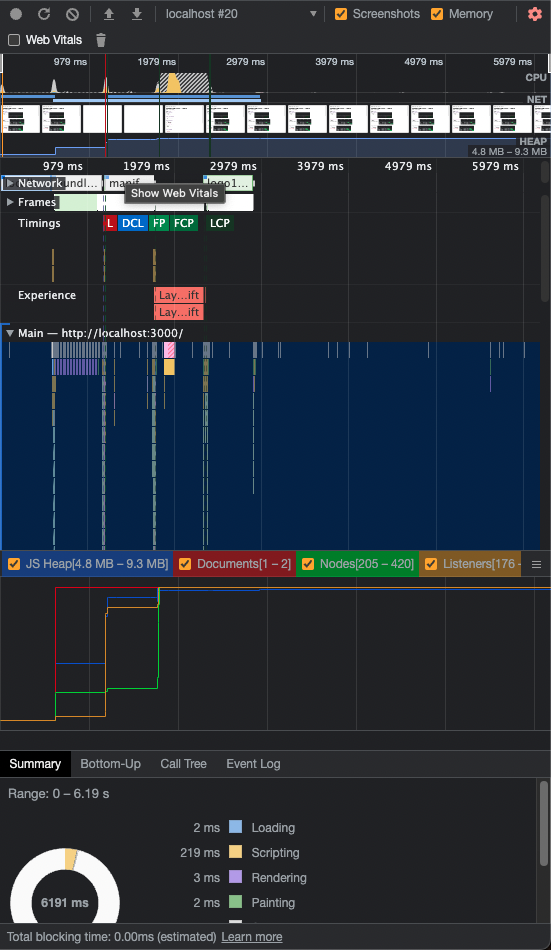 localhost #20 Screenshots Memory
Web Vitals
979 ms 1979 ms 2979 ms 3979 ms 4979 ms 5979 ms
CPU
NET
HEAP
4.8 MB – 9.3 MB
979 ms 1979 ms 2979 ms 3979 ms 4979 ms 5979 ms
Network undl… manif… logo1…
Show Web Vitals
Frames
Timings L DCL FP FCP LCP
Experience Lay…ift
Lay…ift
Main — http://localhost:3000/
JS Heap[4.8 MB – 9.3 MB] Documents[1 – 2] Nodes[205 – 420] Listeners[176 –
Summary Bottom-Up Call Tree Event Log
Range: 0 – 6.19 s
2 ms Loading
219 ms Scripting
3 ms Rendering
2 ms Painting
6191 ms
Total blocking time: 0.00ms (estimated) Learn more